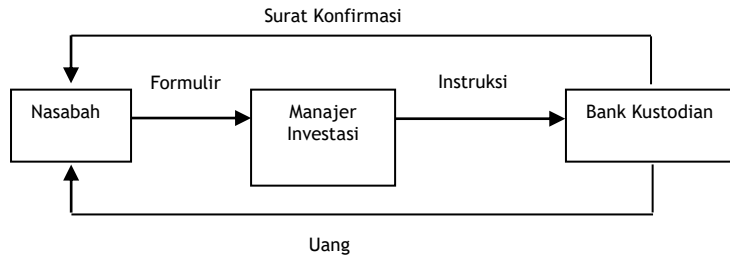 Surat Konfirmasi
Formulir
Instruksi
Nasabah
Manajer
Investasi
Bank Kustodian
Uang